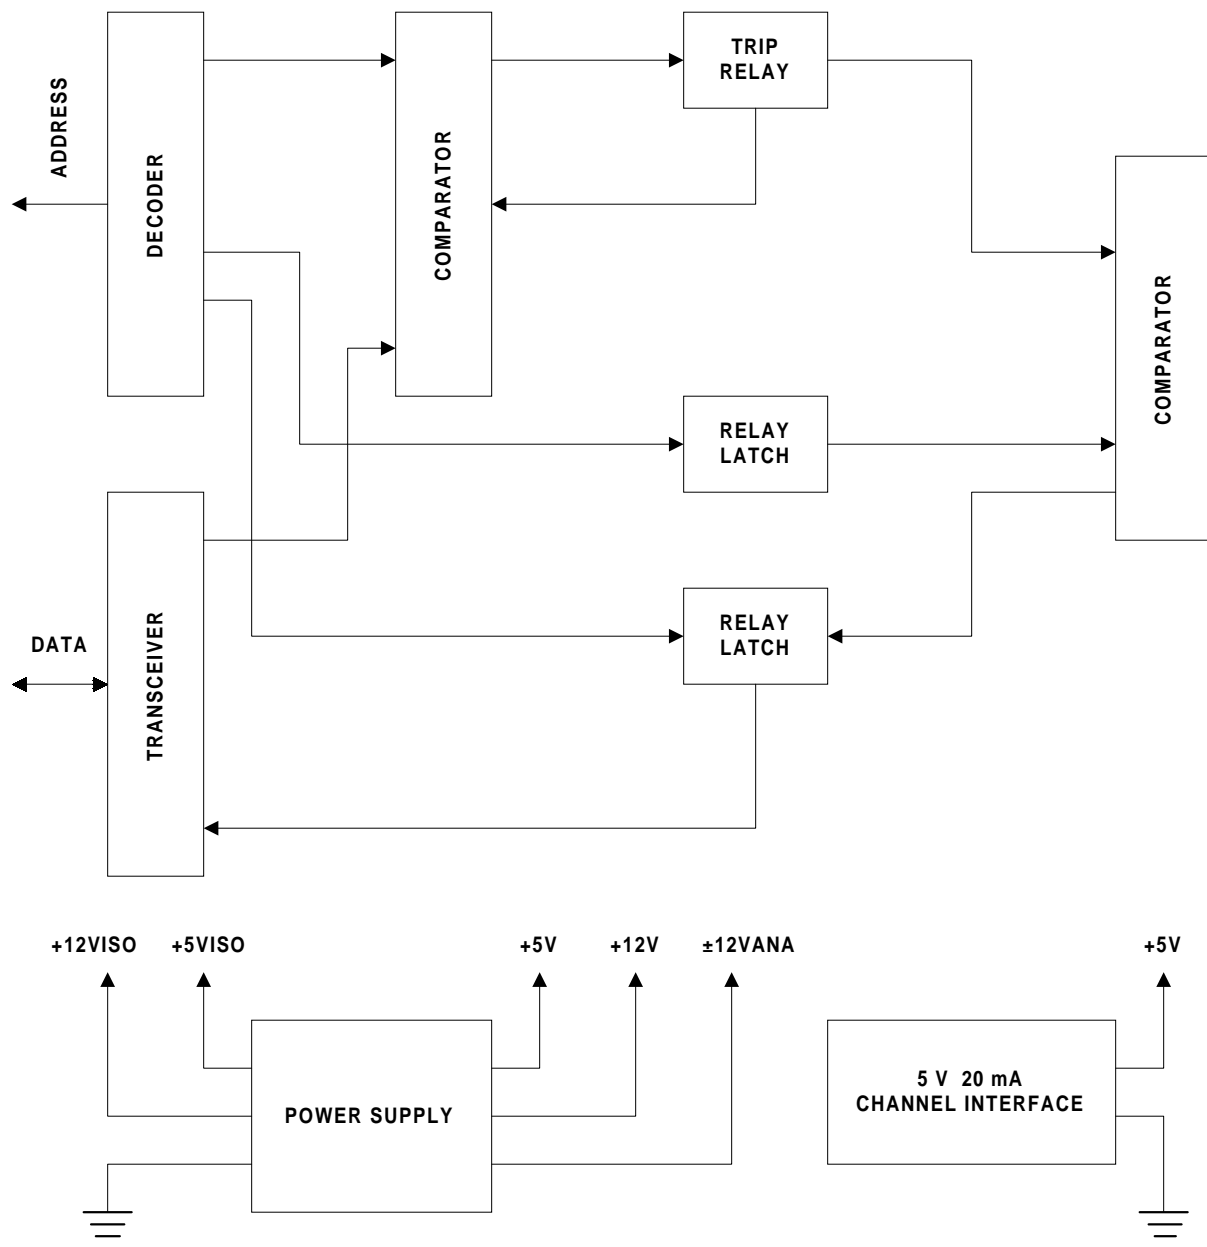 TRIP
RELAY
ADDRESS
DECODER
COMPARATOR
COMPARATOR
RELAY
LATCH
RELAY
LATCH
DATA
TRANSCEIVER
+12VISO
+5VISO
+5V
+12V
±12VANA
+5V
POWER SUPPLY
5 V 20 mA
CHANNEL INTERFACE